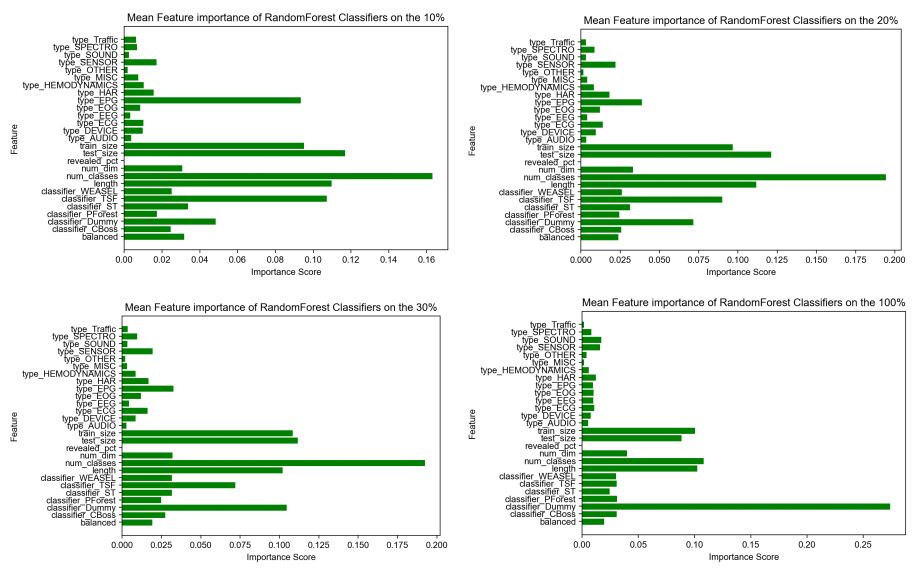 Mean Feature importance of RandomForest Classifiers on the 10%
type_Traffic
type_SPECTRO
type_SOUND
type_SENSOR
type_OTHER
type_MISC
type_HEMODYNAMICS
type_HAR
type_EPG
type_EOG
type_EEG
type_ECG
type_DEVICE
type_AUDIO
train_size
test_size
revealed_pct
num_dim
num_classes
length
classifier_WEASEL
classifier_TSF
classifier_ST
classifier_PForest
classifier_Dummy
classifier_CBoss
balanced
Feature
0.00 0.02 0.04 0.06 0.08 0.10 0.12 0.14 0.16
Importance Score
Mean Feature importance of RandomForest Classifiers on the 20%
type_Traffic
type_SPECTRO
type_SOUND
type_SENSOR
type_OTHER
type_MISC
type_HEMODYNAMICS
type_HAR
type_EPG
type_EOG
type_EEG
type_ECG
type_DEVICE
type_AUDIO
train_size
test_size
revealed_pct
num_dim
num_classes
length
classifier_WEASEL
classifier_TSF
classifier_ST
classifier_PForest
classifier_Dummy
classifier_CBoss
balanced
Feature
0.000 0.025 0.050 0.075 0.100 0.125 0.150 0.175 0.200
Importance Score
Mean Feature importance of RandomForest Classifiers on the 30%
type_Traffic
type_SPECTRO
type_SOUND
type_SENSOR
type_OTHER
type_MISC
type_HEMODYNAMICS
type_HAR
type_EPG
type_EOG
type_EEG
type_ECG
type_DEVICE
type_AUDIO
train_size
test_size
revealed_pct
num_dim
num_classes
length
classifier_WEASEL
classifier_TSF
classifier_ST
classifier_PForest
classifier_Dummy
classifier_CBoss
balanced
Feature
0.000 0.025 0.050 0.075 0.100 0.125 0.150 0.175 0.200
Importance Score
Mean Feature importance of RandomForest Classifiers on the 100%
type_Traffic
type_SPECTRO
type_SOUND
type_SENSOR
type_OTHER
type_MISC
type_HEMODYNAMICS
type_HAR
type_EPG
type_EOG
type_EEG
type_ECG
type_DEVICE
type_AUDIO
train_size
test_size
revealed_pct
num_dim
num_classes
length
classifier_WEASEL
classifier_TSF
classifier_ST
classifier_PForest
classifier_Dummy
classifier_CBoss
balanced
Feature
0.00 0.05 0.10 0.15 0.20 0.25
Importance Score